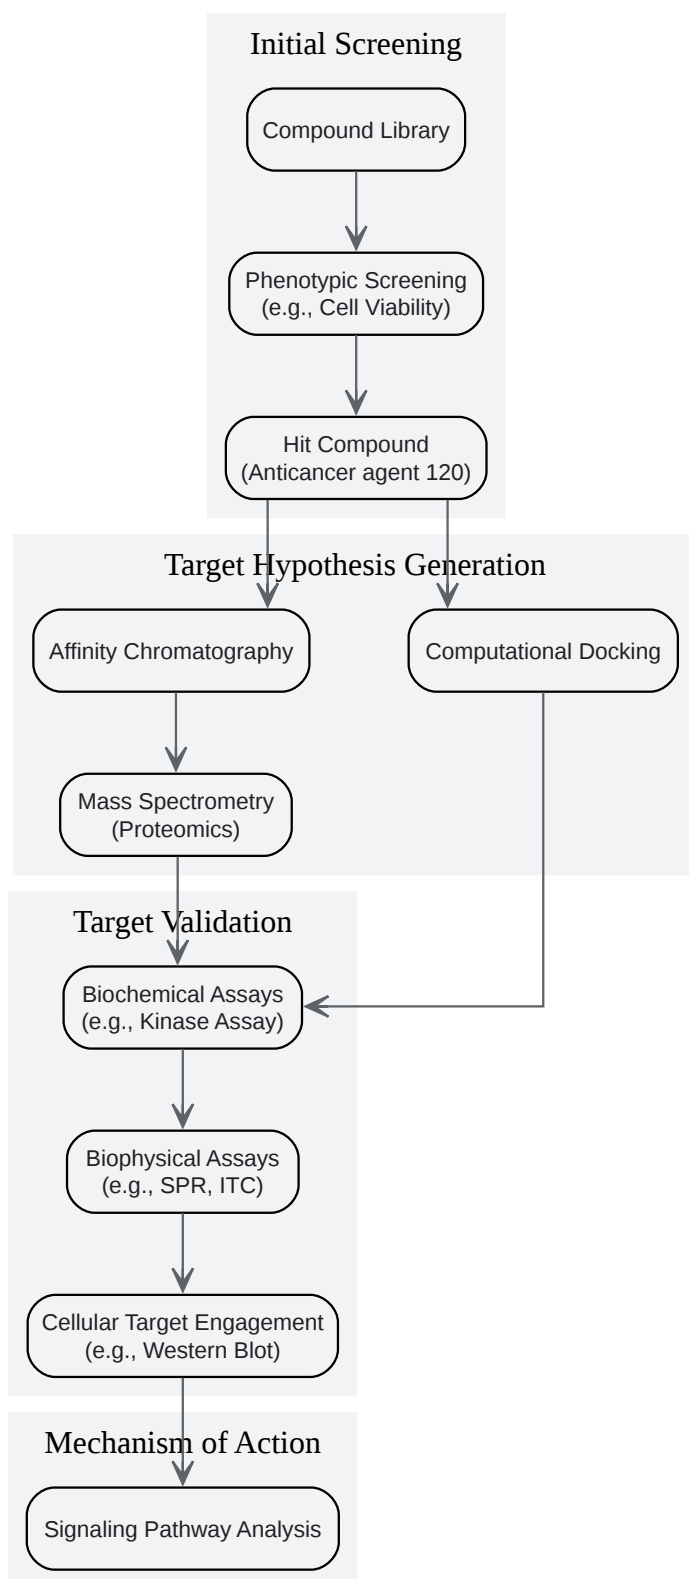 Initial Screening
Compound Library
Phenotypic Screening
(e.g., Cell Viability)
Hit Compound
(Anticancer agent 120)
Target Hypothesis Generation
Affinity Chromatography
Computational Docking
Mass Spectrometry
(Proteomics)
Target Validation
Biochemical Assays
(e.g., Kinase Assay)
Biophysical Assays
(e.g., SPR, ITC)
Cellular Target Engagement
(e.g., Western Blot)
Mechanism of Action
Signaling Pathway Analysis